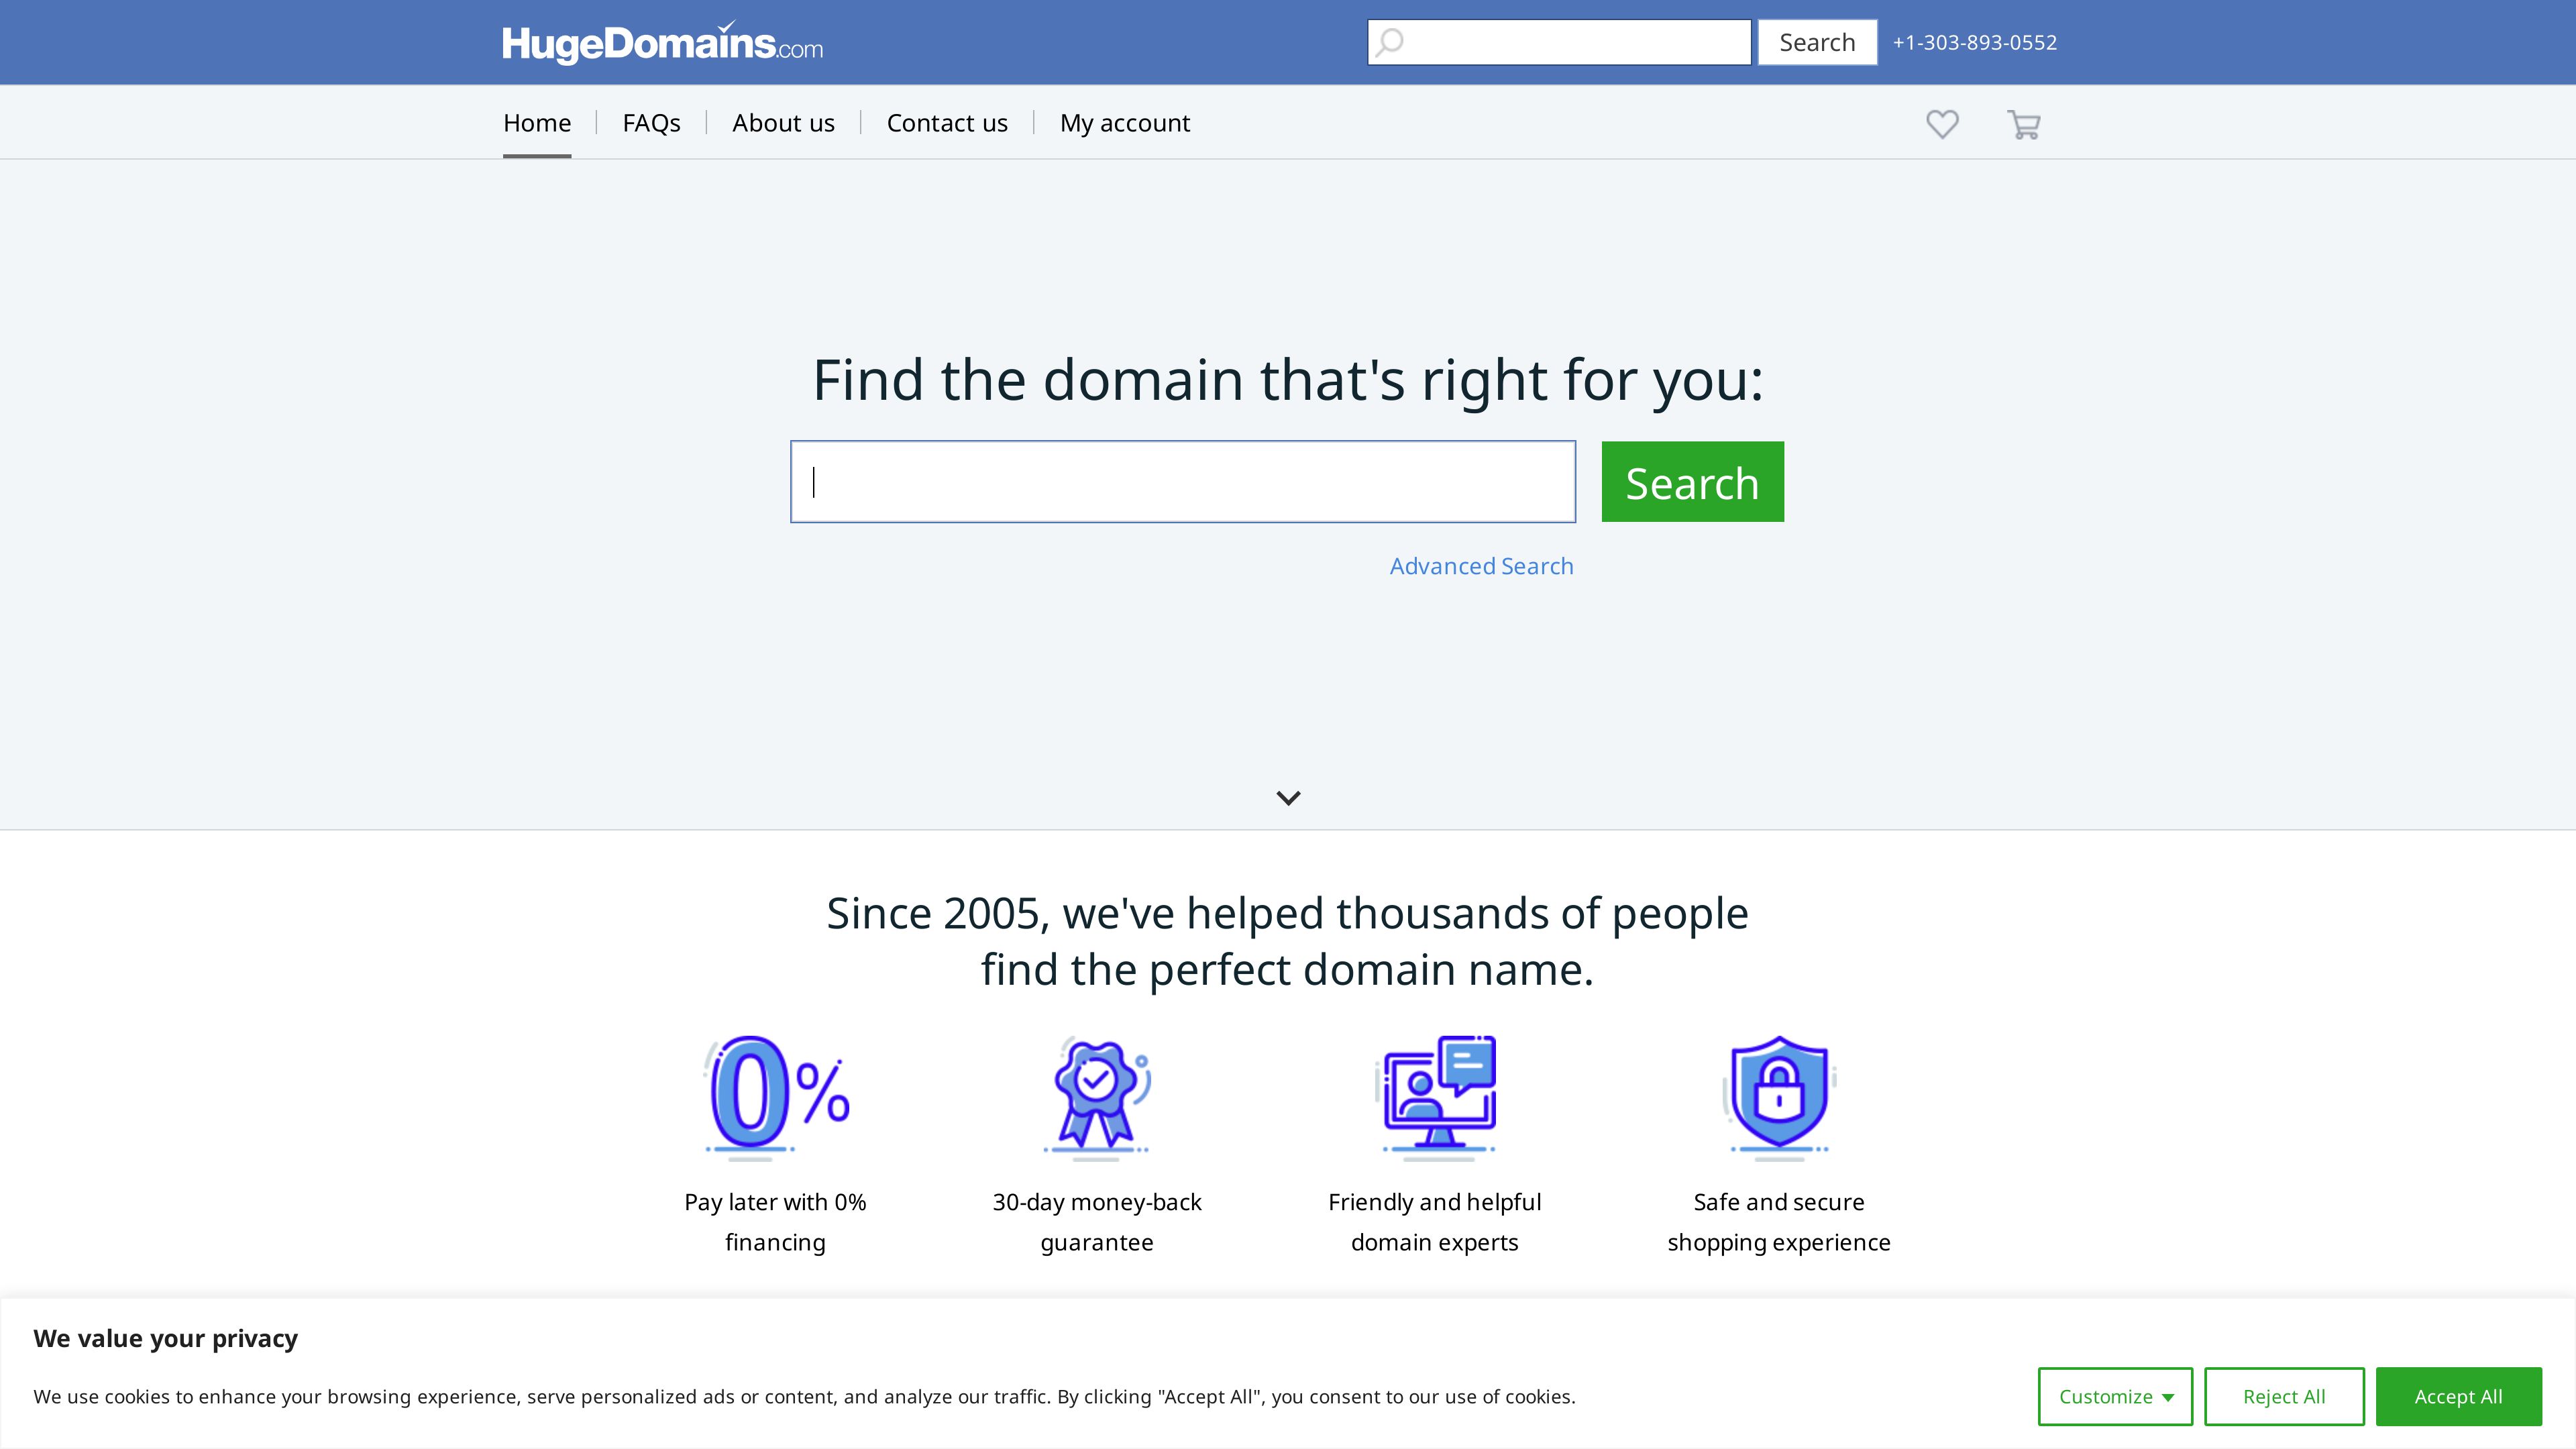 HugeDomains.com
Search
+1-303-893-0552
Home
FAQs
About us
Contact us
My account
Find the domain that's right for you:
Search
Advanced Search
Since 2005, we've helped thousands of people
find the perfect domain name.
0%
Pay later with 0%
financing
30-day money-back
guarantee
Friendly and helpful
domain experts
Safe and secure
shopping experience
We value your privacy
We use cookies to enhance your browsing experience, serve personalized ads or content, and analyze our traffic. By clicking "Accept All", you consent to our use of cookies.
Customize
Reject All
Accept All